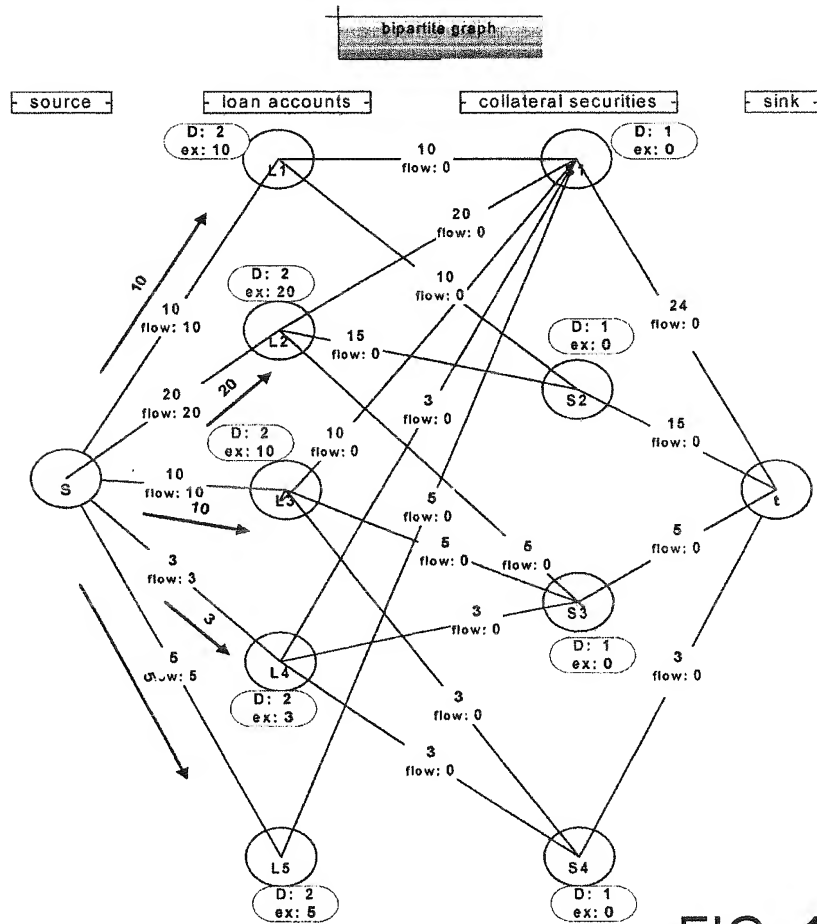 bipartite graph
source
loan accounts
collateral securities
sink
D: 2
ex: 10
L1
10
flow: 0
D: 1
ex: 0
S1
20
flow: 0
10
10
flow: 10
D: 2
ex: 20
L2
10
flow: 0
24
flow: 0
D: 1
ex: 0
S2
15
flow: 0
20
flow: 20
20
3
flow: 0
15
flow: 0
D: 2
ex: 10
L3
10
flow: 0
S
10
flow: 10
10
t
5
flow: 0
5
flow: 0
5
flow: 0
5
flow: 0
3
flow: 3
3
S3
D: 1
ex: 0
3
flow: 0
L4
D: 2
ex: 3
5
flow: 5
5
3
flow: 0
3
flow: 0
3
flow: 0
L5
D: 2
ex: 5
S4
D: 1
ex: 0